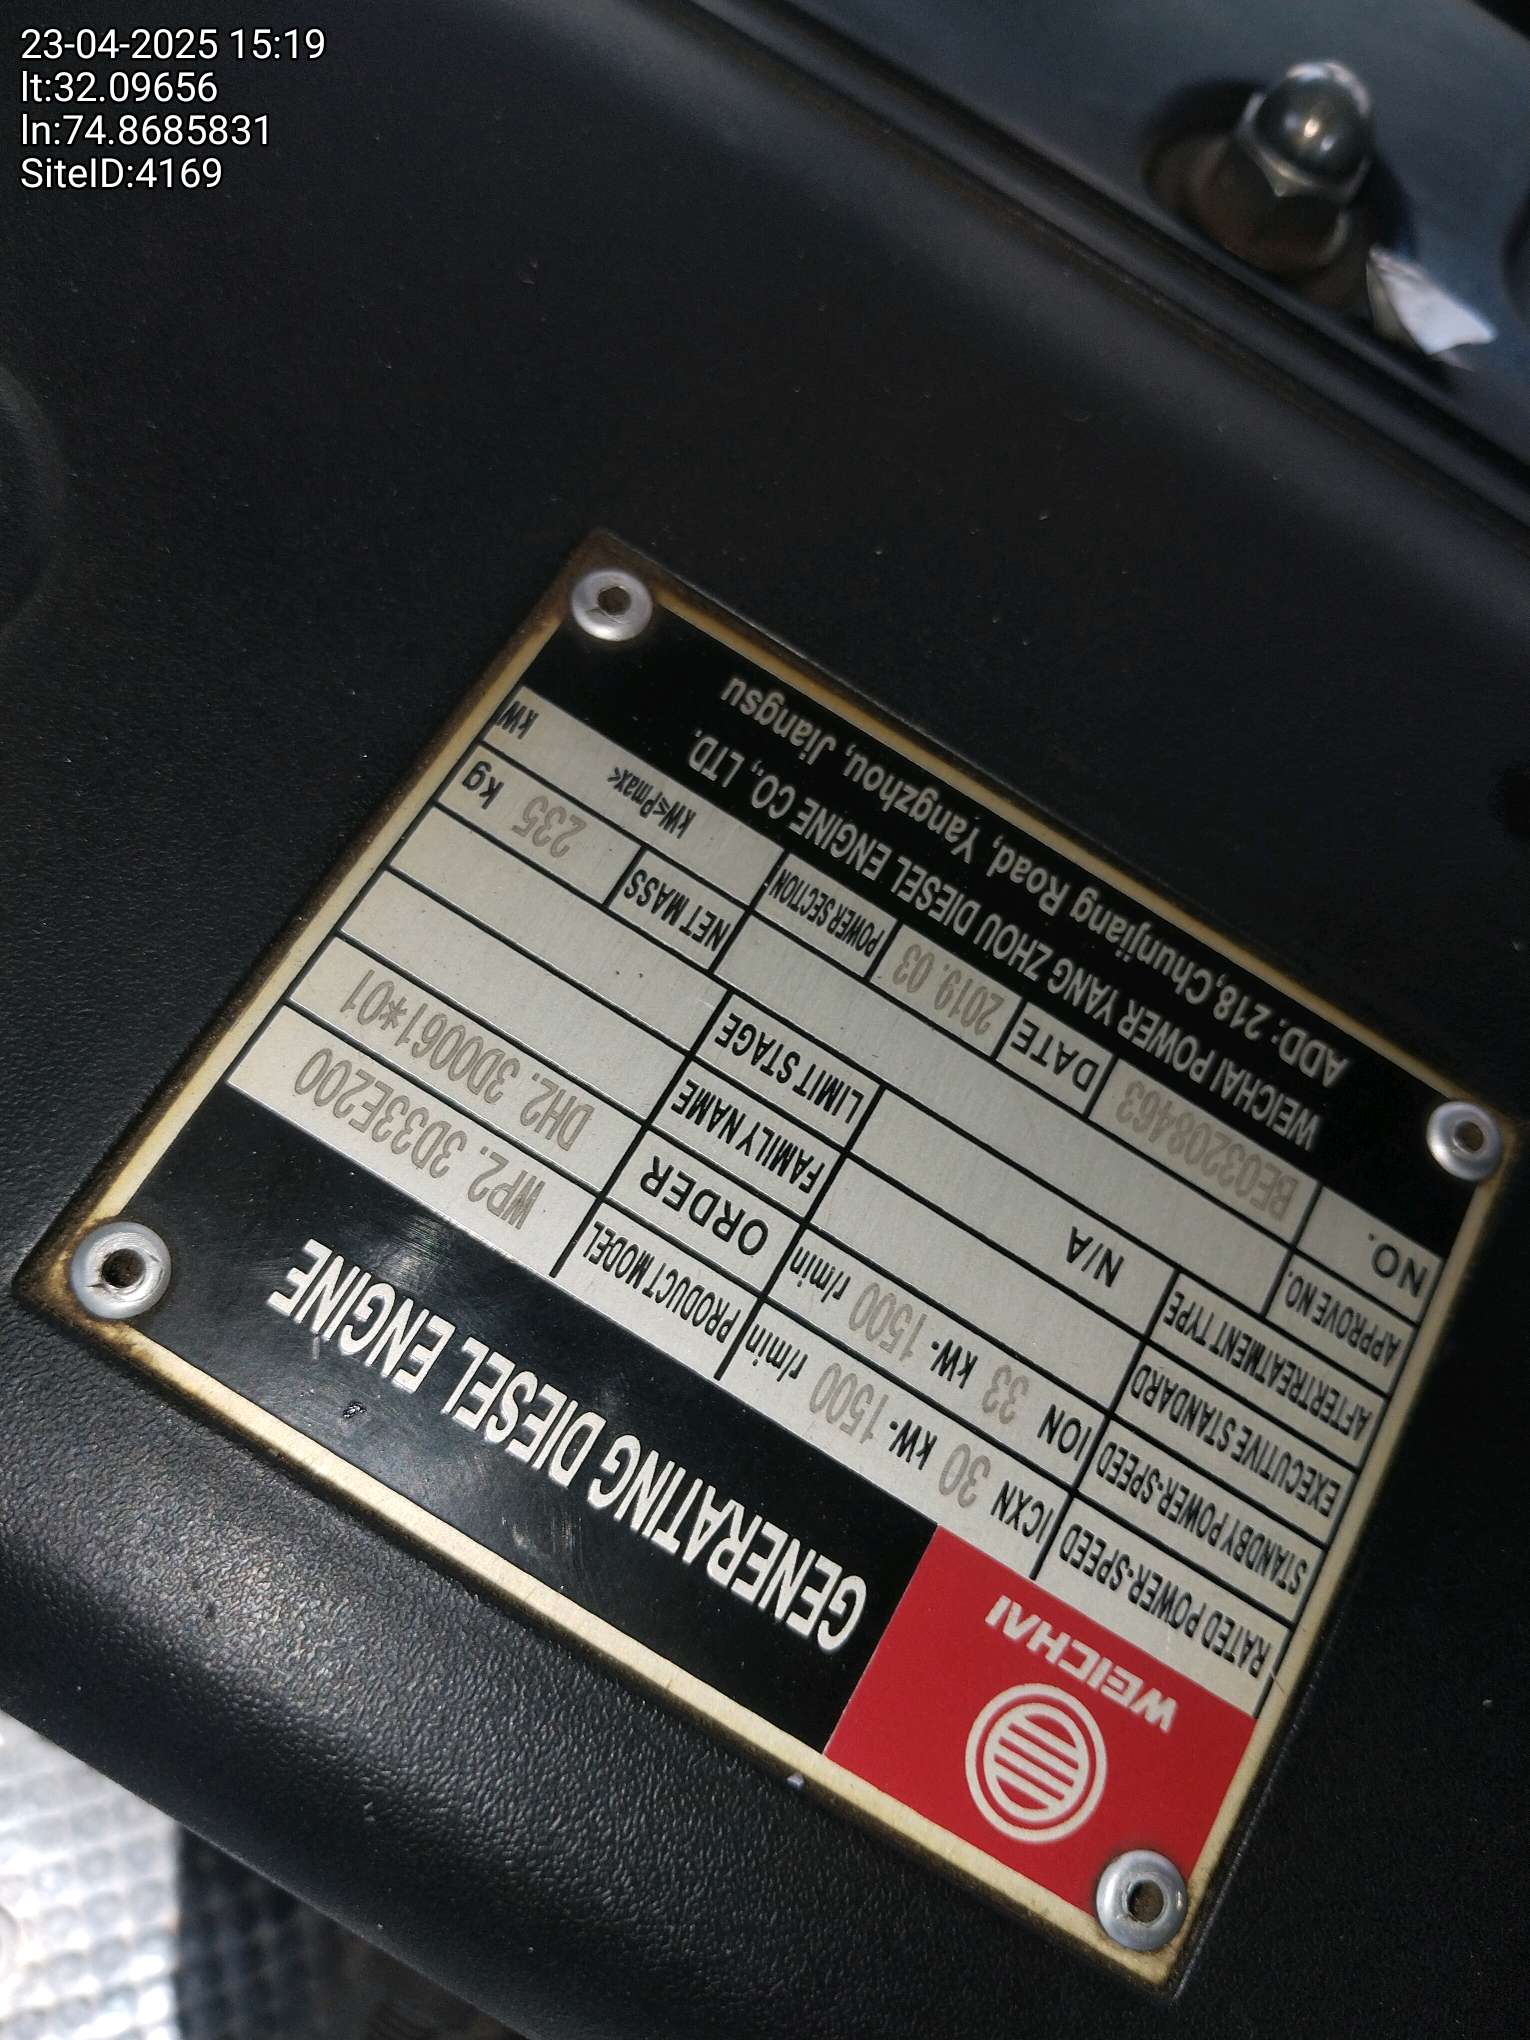 23-04-2025 15:19
lt:32.09656
ln:74.8685831
SiteID:4169
WEICHAI
GENERATING DIESEL ENGINE
RATED POWER-SPEED ICXN 30 kW- 1500 r/min PRODUCT MODEL WP2. 3D33E200
STANDBY POWER-SPEED ION 33 kW- 1500 r/min ORDER DH2. 3D0061*01
EXECUTIVE STANDARD FAMILY NAME
AFTERTREATMENT TYPE N/A LIMIT STAGE
APPROVE NO. NET MASS 235 kg
NO. BE03208463 DATE 2019. 03 POWER SECTION kW≤Pmax< kW
WEICHAI POWER YANG ZHOU DIESEL ENGINE CO., LTD.
ADD: 218,Chunjiang Road, Yangzhou, Jiangsu